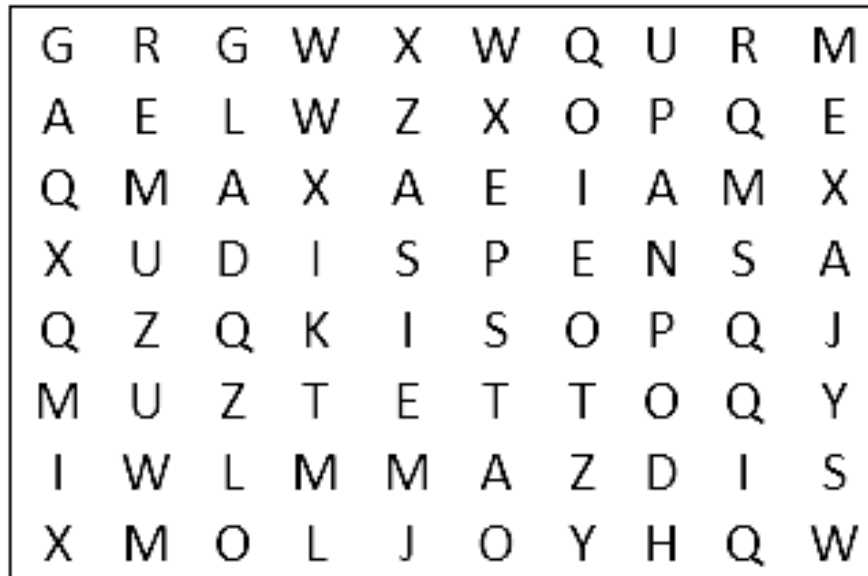 G R G W X W Q U R M
A E L W Z X O P Q E
Q M A X A E I A M X
X U D I S P E N S A
Q Z Q K I S O P Q J
M U Z T E T T O Q Y
I W L M M A Z D I S
X M O L J O Y H Q W